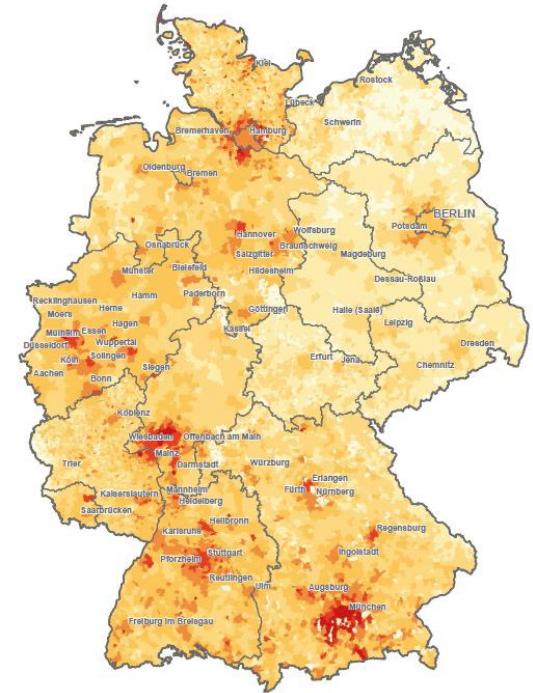 Kiel
Rostock
Lübeck
Schwerin
Bremerhaven
Hamburg
Oldenburg
Bremen
BERLIN
Potsdam
Wolfsburg
Hannover
Braunschweig
Osnabrück
Salzgitter
Magdeburg
Münster
Bielefeld
Hildesheim
Dessau-Roßlau
Recklinghausen
Hamm
Paderborn
Herne
Göttingen
Halle (Saale)
Moers
Leipzig
Hagen
Mülheim
Essen
Kassel
Düsseldorf
Wuppertal
Dresden
Solingen
Köln
Erfurt
Jena
Chemnitz
Aachen
Siegen
Bonn
Koblenz
Wiesbaden
Offenbach am Main
Mainz
Trier
Darmstadt
Würzburg
Erlangen
Kaiserslautern
Mannheim
Fürth
Nürnberg
Heidelberg
Saarbrücken
Heilbronn
Karlsruhe
Regensburg
Pforzheim
Stuttgart
Ingolstadt
Reutlingen
Ulm
Augsburg
München
Freiburg im Breisgau